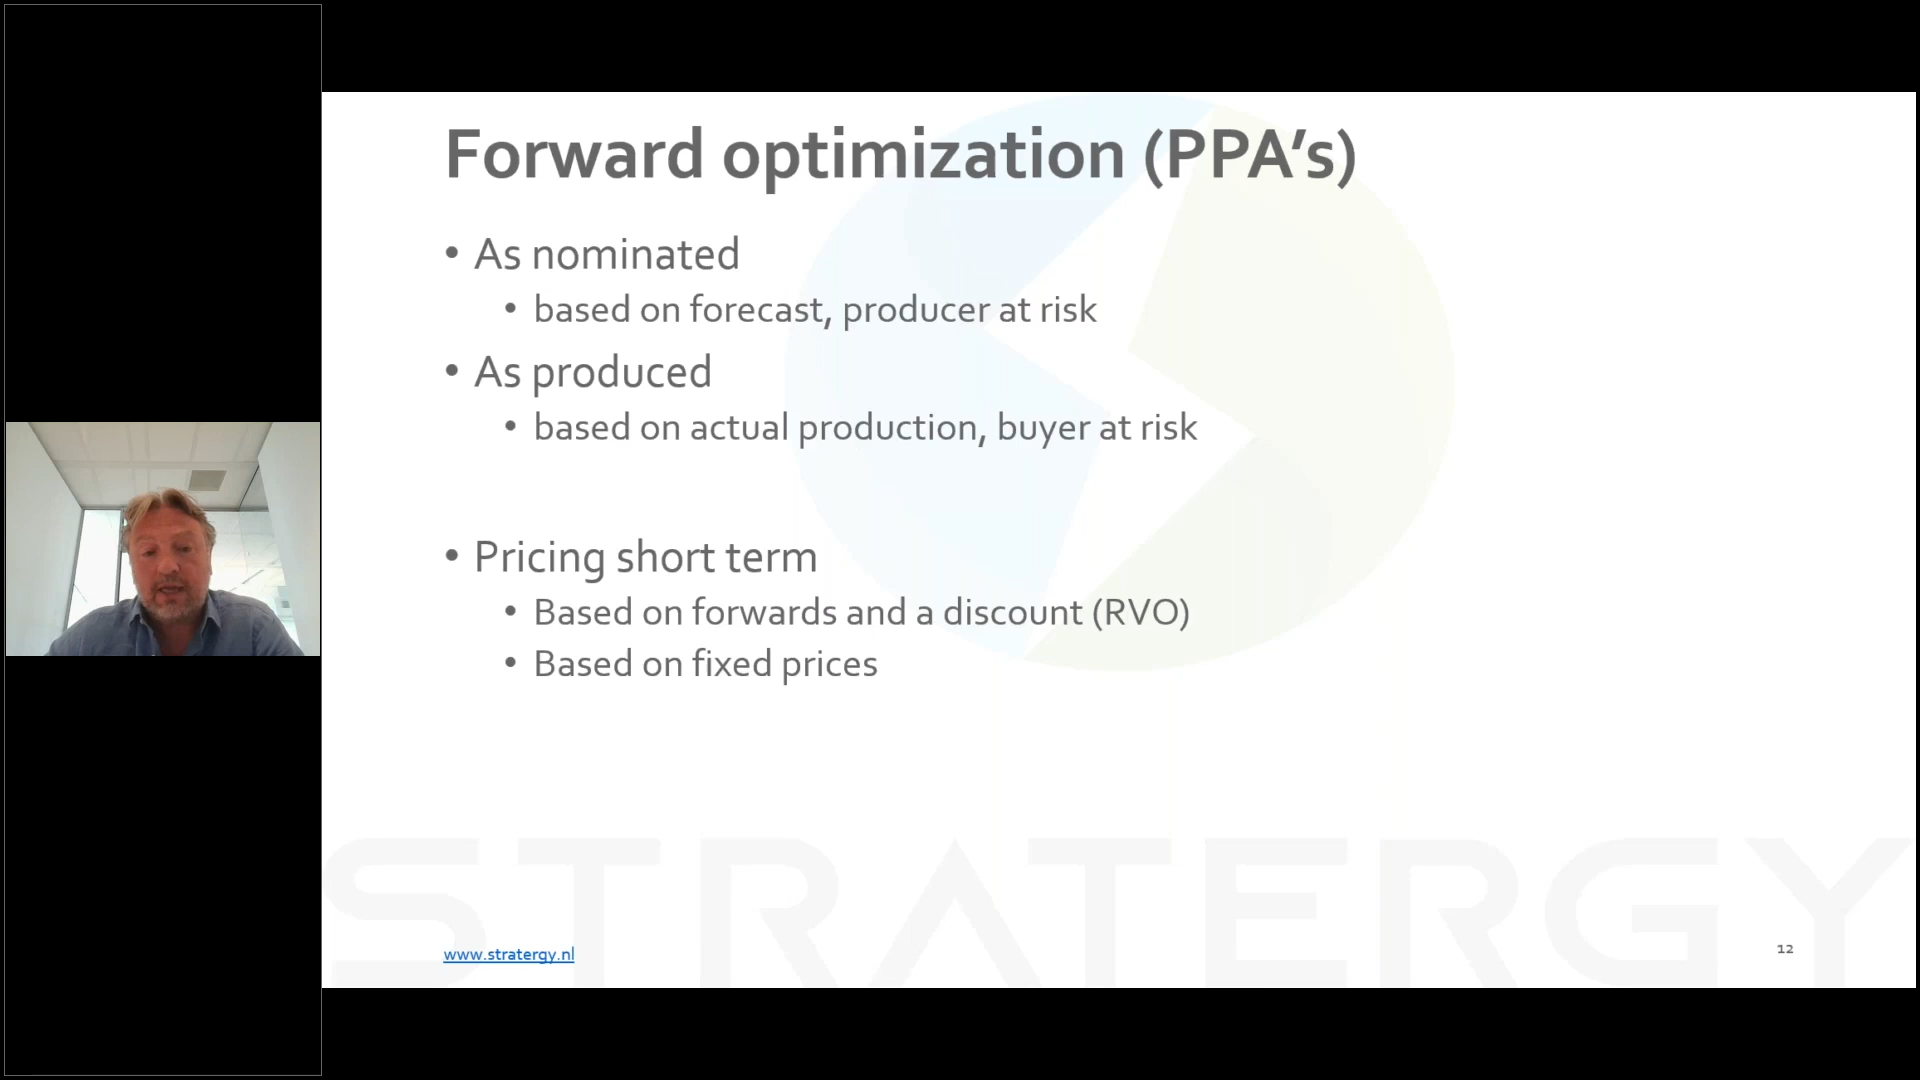 Forward optimization (PPA’s)
• As nominated
• based on forecast, producer at risk
• As produced
• based on actual production, buyer at risk
• Pricing short term
• Based on forwards and a discount (RVO)
• Based on fixed prices
STRATERGY
www.stratergy.nl
12